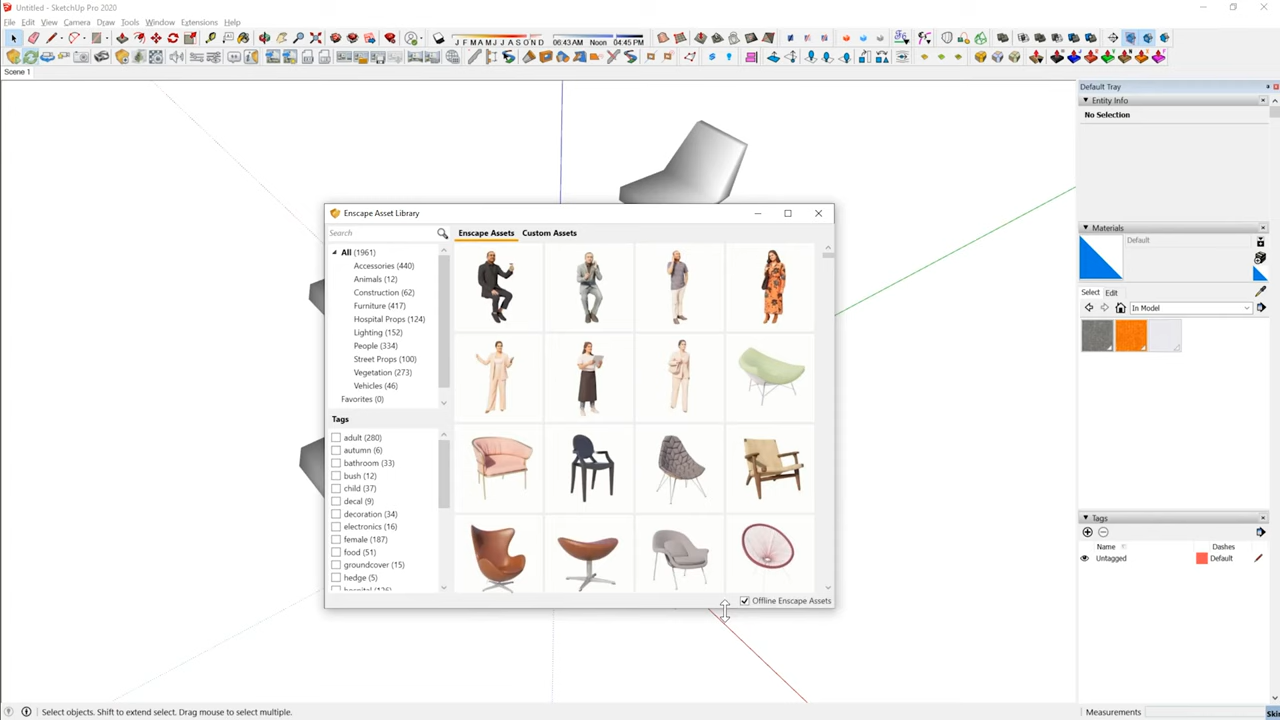 Untitled - SketchUp Pro 2020
File Edit View Camera Draw Tools Window Extensions Help
J F M A M J J A S O N D
06:43 AM Noon 04:45 PM
Scene 1
Default Tray
Entity Info
No Selection
Enscape Asset Library
Search
Enscape Assets Custom Assets
All (1961)
Accessories (440)
Animals (12)
Construction (62)
Furniture (417)
Hospital Props (124)
Lighting (152)
People (334)
Street Props (100)
Vegetation (273)
Vehicles (46)
Favorites (0)
Tags
adult (280)
autumn (6)
bathroom (33)
bush (12)
child (37)
decal (9)
decoration (34)
electronics (16)
female (187)
food (51)
groundcover (15)
hedge (5)
Offline Enscape Assets
Materials
Default
Select Edit
In Model
Tags
Name Dashes
Untagged Default
Select objects. Shift to extend select. Drag mouse to select multiple.
Measurements